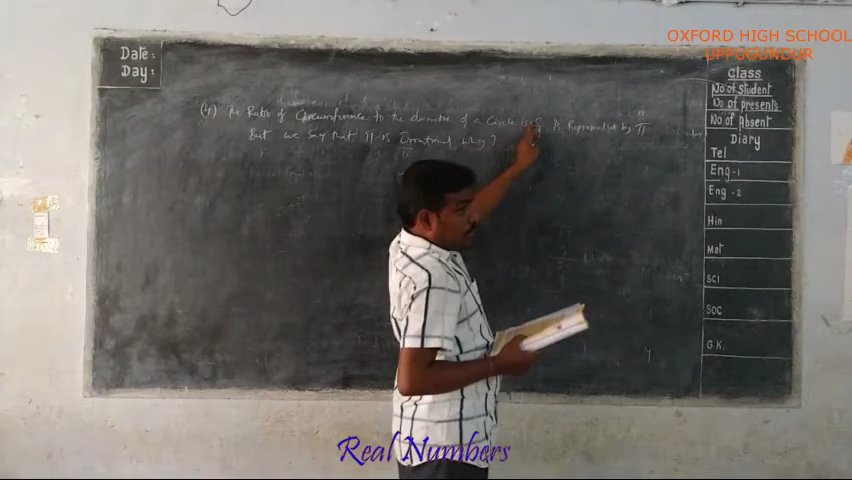 OXFORD HIGH SCHOOL
UPPOGUNDUR
Date:
Day:
(4) The Ratio of Circumference to the diameter of a Circle is c/d is Represented by π
But we say that π is Irrational why?
π
Class
No of student
No of presents
No of Absent
Diary
Tel
Eng-1
Eng-2
Hin
Mat
Sci
Soc
G.K.
Real Numbers